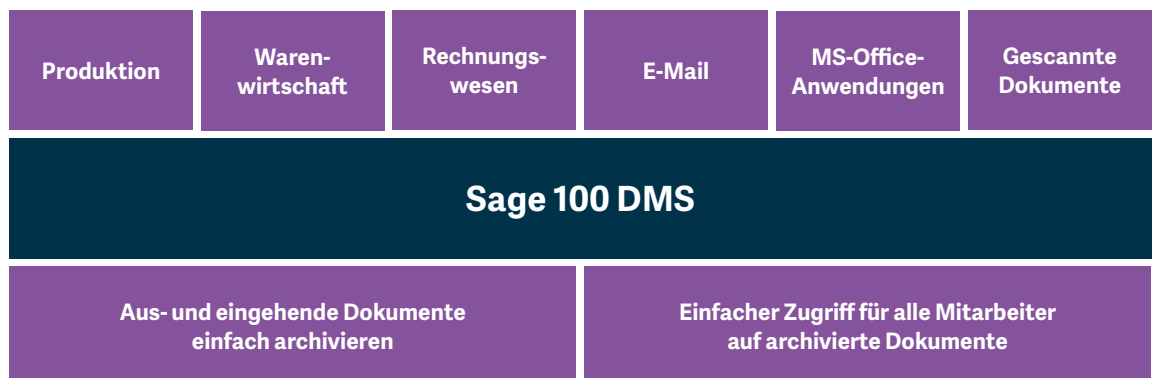 Produktion
Waren-
wirtschaft
Rechnungs-
wesen
E-Mail
MS-Office-
Anwendungen
Gescannte
Dokumente
Sage 100 DMS
Aus- und eingehende Dokumente
einfach archivieren
Einfacher Zugriff für alle Mitarbeiter
auf archivierte Dokumente